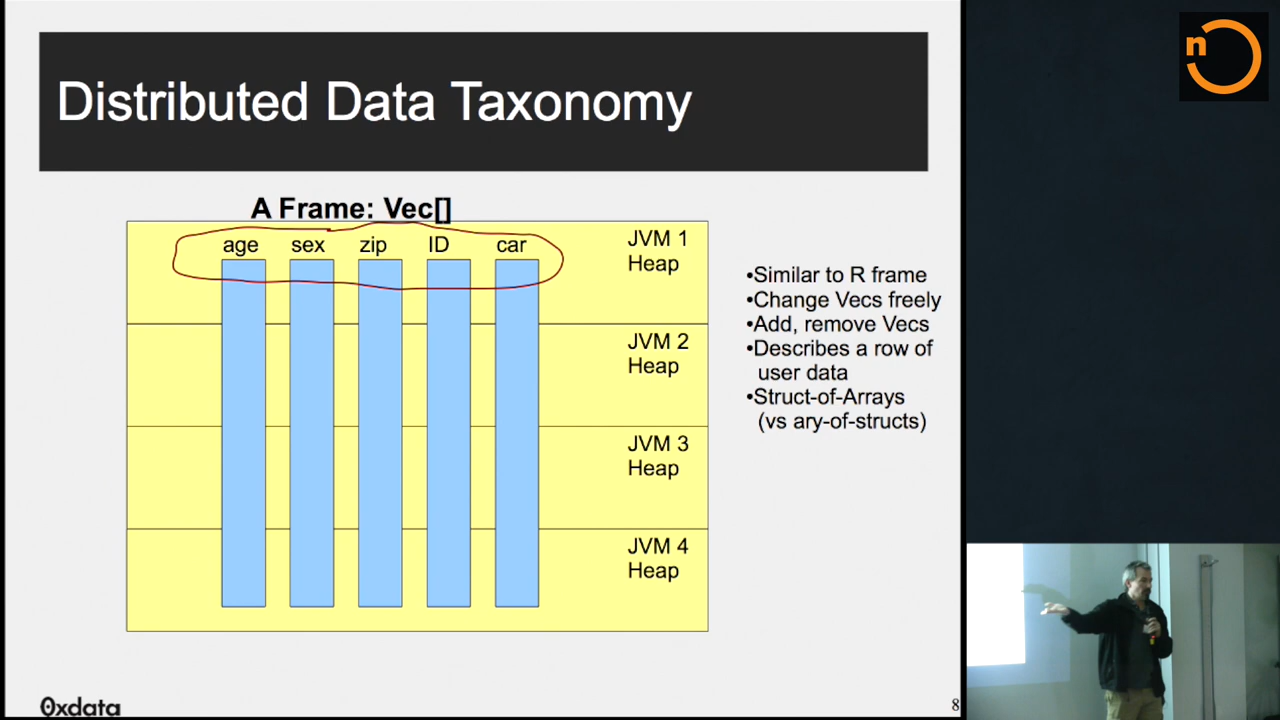 n
Distributed Data Taxonomy
A Frame: Vec[]
age sex zip ID car
JVM 1
Heap
JVM 2
Heap
JVM 3
Heap
JVM 4
Heap
•Similar to R frame
•Change Vecs freely
•Add, remove Vecs
•Describes a row of
user data
•Struct-of-Arrays
(vs ary-of-structs)
0xdata
8